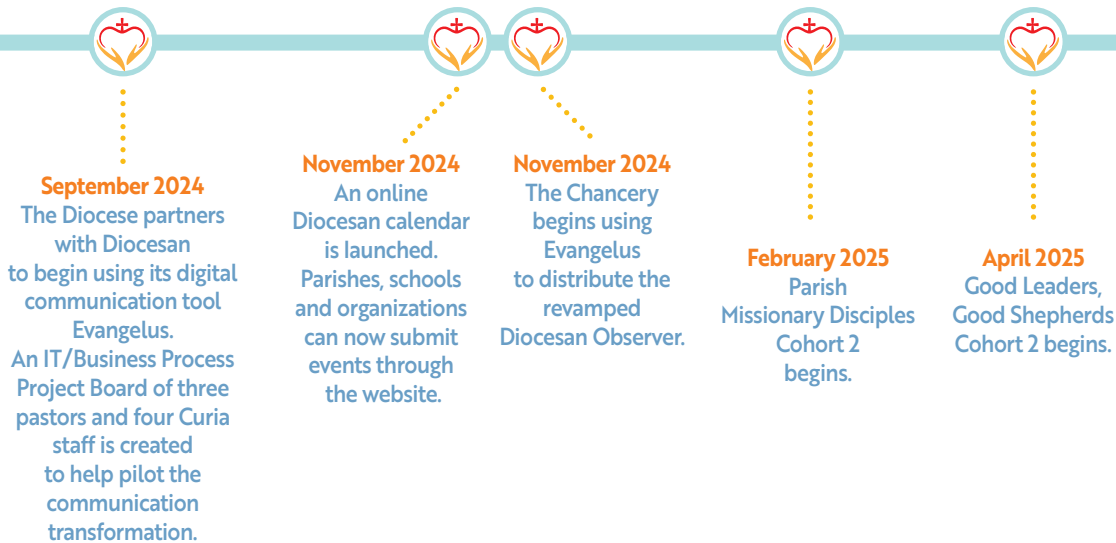 September 2024
The Diocese partners
with Diocesan
to begin using its digital
communication tool
Evangelus.
An IT/Business Process
Project Board of three
pastors and four Curia
staff is created
to help pilot the
communication
transformation.
November 2024
An online
Diocesan calendar
is launched.
Parishes, schools
and organizations
can now submit
events through
the website.
November 2024
The Chancery
begins using
Evangelus
to distribute the
revamped
Diocesan Observer.
February 2025
Parish
Missionary Disciples
Cohort 2
begins.
April 2025
Good Leaders,
Good Shepherds
Cohort 2 begins.